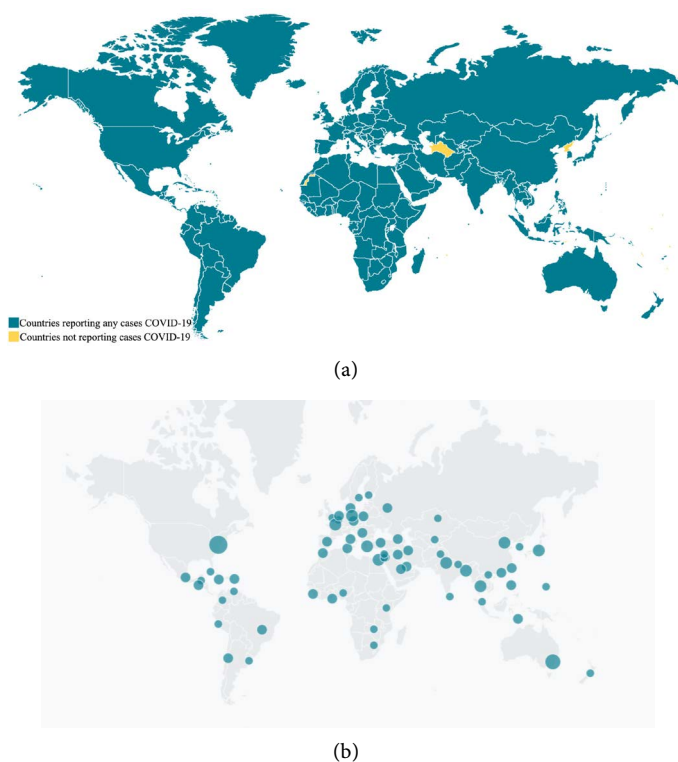 Countries reporting any cases COVID-19
Countries not reporting cases COVID-19
(a)
(b)